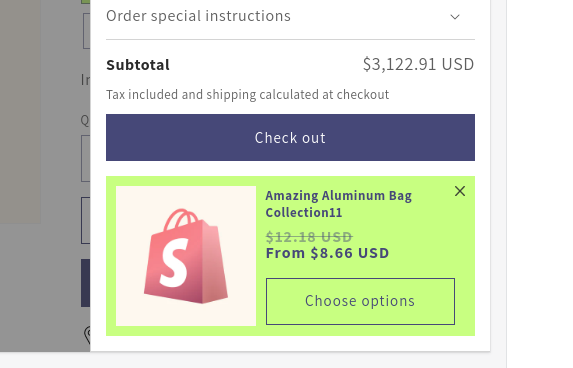 Order special instructions
Subtotal $3,122.91 USD
Tax included and shipping calculated at checkout
Check out
Amazing Aluminum Bag
Collection11
$12.18 USD
From $8.66 USD
Choose options